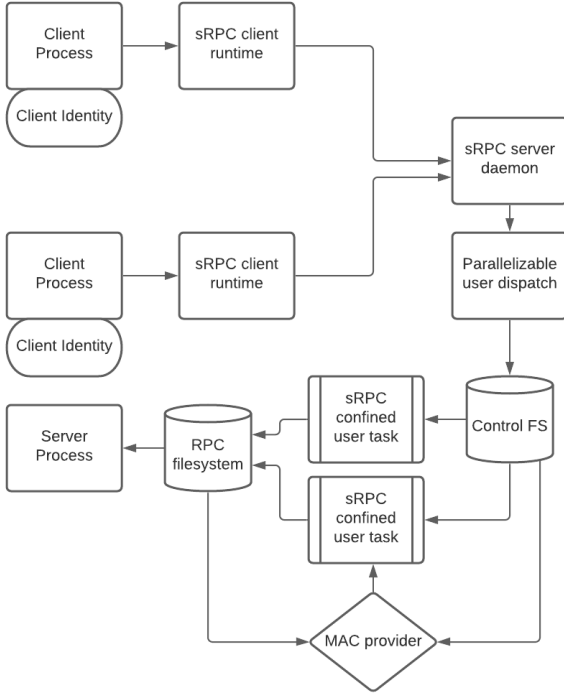 Client
Process
sRPC client
runtime
Client Identity
sRPC server
daemon
Client
Process
sRPC client
runtime
Parallelizable
user dispatch
Client Identity
sRPC
confined
user task
Control FS
Server
Process
RPC
filesystem
sRPC
confined
user task
MAC provider